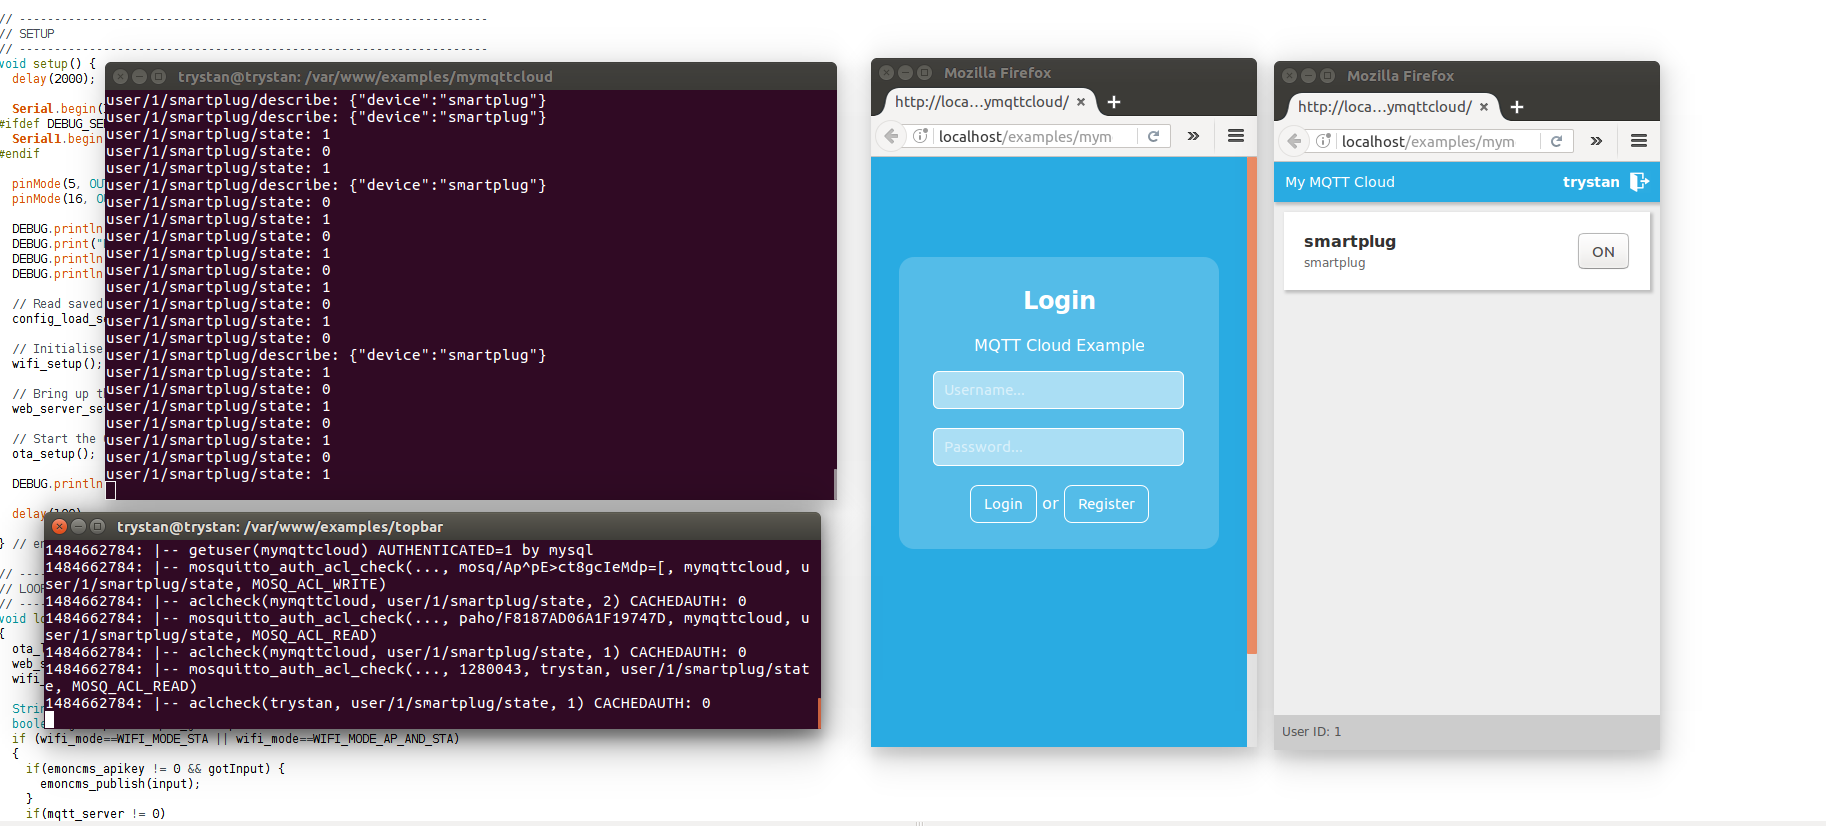 // -------------------------------------------------------------------
// SETUP
// -------------------------------------------------------------------
void setup() {
delay(2000);
Serial.begin(
#ifdef DEBUG_SE
Serial1.begin
#endif
pinMode(5, OU
pinMode(16, O
DEBUG.println
DEBUG.print("
DEBUG.println
DEBUG.println
// Read saved
config_load_s
// Initialise
wifi_setup();
// Bring up t
web_server_se
// Start the
ota_setup();
DEBUG.println
delay(100
} // e
// ----
// LOOP
// ----
void lo
{
ota_
web_s
wifi_
Strin
boole
if (wifi_mode==WIFI_MODE_STA || wifi_mode==WIFI_MODE_AP_AND_STA)
{
if(emoncms_apikey != 0 && gotInput) {
emoncms_publish(input);
}
if(mqtt_server != 0)
trystan@trystan: /var/www/examples/mymqttcloud
user/1/smartplug/describe: {"device":"smartplug"}
user/1/smartplug/describe: {"device":"smartplug"}
user/1/smartplug/state: 1
user/1/smartplug/state: 0
user/1/smartplug/state: 1
user/1/smartplug/describe: {"device":"smartplug"}
user/1/smartplug/state: 0
user/1/smartplug/state: 1
user/1/smartplug/state: 0
user/1/smartplug/state: 1
user/1/smartplug/state: 0
user/1/smartplug/state: 1
user/1/smartplug/state: 0
user/1/smartplug/state: 1
user/1/smartplug/state: 0
user/1/smartplug/describe: {"device":"smartplug"}
user/1/smartplug/state: 1
user/1/smartplug/state: 0
user/1/smartplug/state: 1
user/1/smartplug/state: 0
user/1/smartplug/state: 1
user/1/smartplug/state: 0
user/1/smartplug/state: 1
trystan@trystan: /var/www/examples/topbar
1484662784: |-- getuser(mymqttcloud) AUTHENTICATED=1 by mysql
1484662784: |-- mosquitto_auth_acl_check(..., mosq/Ap^pE>ct8gcIeMdp=[, mymqttcloud, u
ser/1/smartplug/state, MOSQ_ACL_WRITE)
1484662784: |-- aclcheck(mymqttcloud, user/1/smartplug/state, 2) CACHEDAUTH: 0
1484662784: |-- mosquitto_auth_acl_check(..., paho/F8187AD06A1F19747D, mymqttcloud, u
ser/1/smartplug/state, MOSQ_ACL_READ)
1484662784: |-- aclcheck(mymqttcloud, user/1/smartplug/state, 1) CACHEDAUTH: 0
1484662784: |-- mosquitto_auth_acl_check(..., 1280043, trystan, user/1/smartplug/stat
e, MOSQ_ACL_READ)
1484662784: |-- aclcheck(trystan, user/1/smartplug/state, 1) CACHEDAUTH: 0
Mozilla Firefox
http://loca...ymqttcloud/
localhost/examples/mym
Login
MQTT Cloud Example
Username...
Password...
Login or Register
Mozilla Firefox
http://loca...ymqttcloud/
localhost/examples/mym
My MQTT Cloud trystan
smartplug
smartplug
ON
User ID: 1